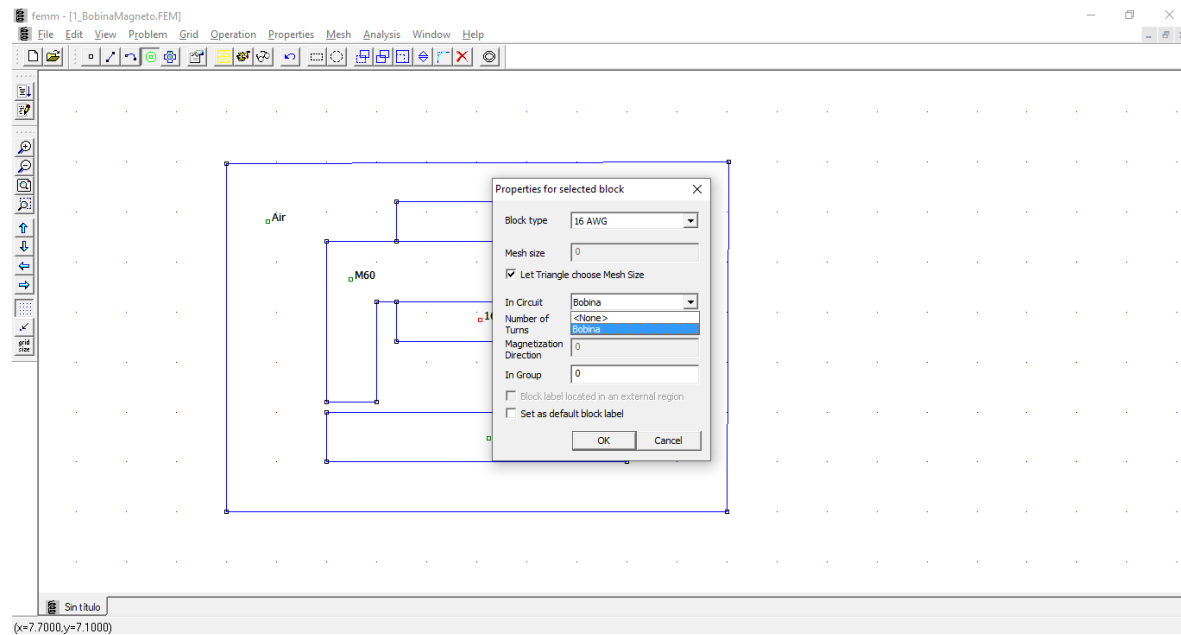 femm - [1_BobinaMagneto.FEM]
File Edit View Problem Grid Operation Properties Mesh Analysis Window Help
grid size
Air
M60
Properties for selected block
Block type 16 AWG
Mesh size 0
Let Triangle choose Mesh Size
In Circuit Bobina
<None>
Bobina
Number of Turns
Magnetization Direction 0
In Group 0
Block label located in an external region
Set as default block label
OK Cancel
Sin título
(x=7.7000,y=7.1000)